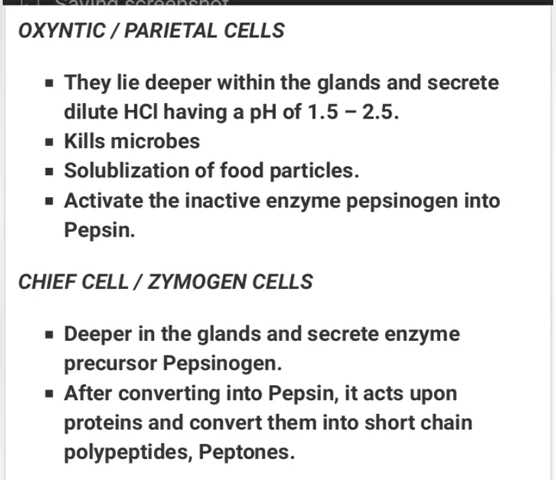 Saving screenshot
OXYNTIC / PARIETAL CELLS
▪ They lie deeper within the glands and secrete
dilute HCl having a pH of 1.5 – 2.5.
▪ Kills microbes
▪ Solublization of food particles.
▪ Activate the inactive enzyme pepsinogen into
Pepsin.
CHIEF CELL / ZYMOGEN CELLS
▪ Deeper in the glands and secrete enzyme
precursor Pepsinogen.
▪ After converting into Pepsin, it acts upon
proteins and convert them into short chain
polypeptides, Peptones.